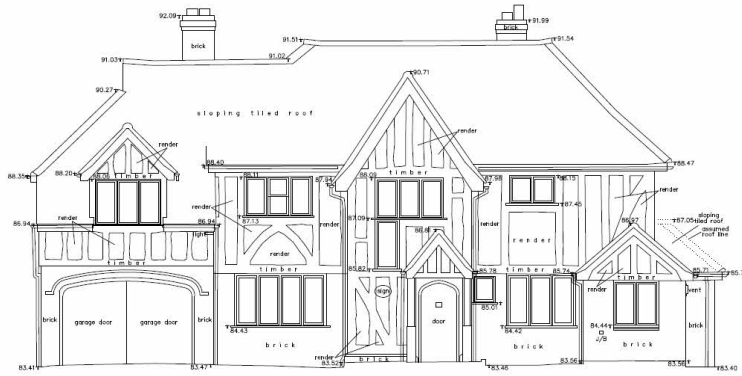 92.09
91.99
brick
brick
91.51
91.54
91.03
91.02
90.71
90.27
sloping tiled roof
render
render
88.40
88.47
88.35
88.20
88.06
timber
88.11
87.94
88.09
timber
87.98
88.15
render
render
render
87.45
87.13
87.09
86.94
86.94
light
86.81
86.97
87.05
sloping
tiled roof
assumed
roof line
render
render
render
timber
timber
85.82
85.78
timber
85.74
timber
85.71
85.
render
sign
85.01
vent
brick
garage door
garage door
brick
door
84.43
84.42
84.44
J/B
brick
brick
brick
brick
render
brick
83.41
83.47
83.52
83.46
83.56
83.56
83.40